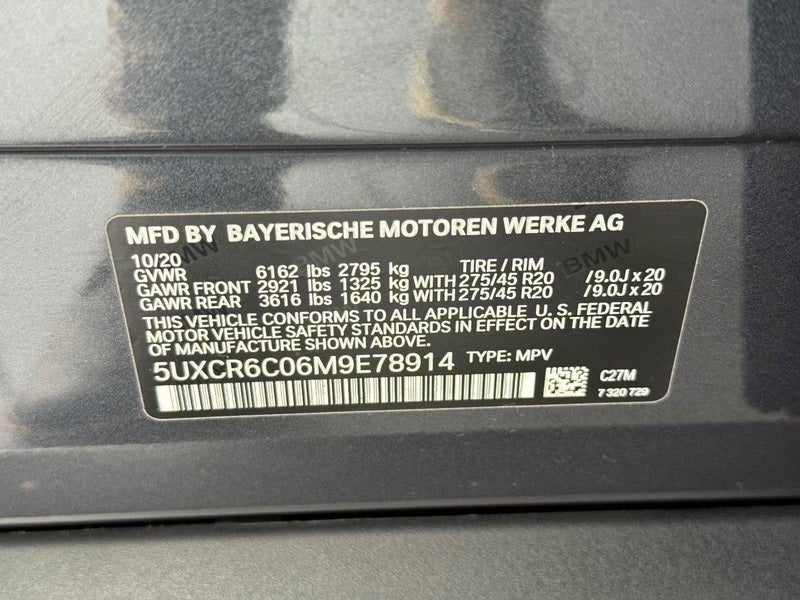 MFD BY BAYERISCHE MOTOREN WERKE AG
10/20
GVWR 6162 lbs 2795 kg TIRE / RIM
GAWR FRONT 2921 lbs 1325 kg WITH 275/45 R20 /9.0J x 20
GAWR REAR 3616 lbs 1640 kg WITH 275/45 R20 /9.0J x 20
THIS VEHICLE CONFORMS TO ALL APPLICABLE U. S. FEDERAL
MOTOR VEHICLE SAFETY STANDARDS IN EFFECT ON THE DATE
OF MANUFACTURE SHOWN ABOVE.
5UXCR6C06M9E78914 TYPE: MPV
C27M
7 320 729
BMW
BMW
BMW